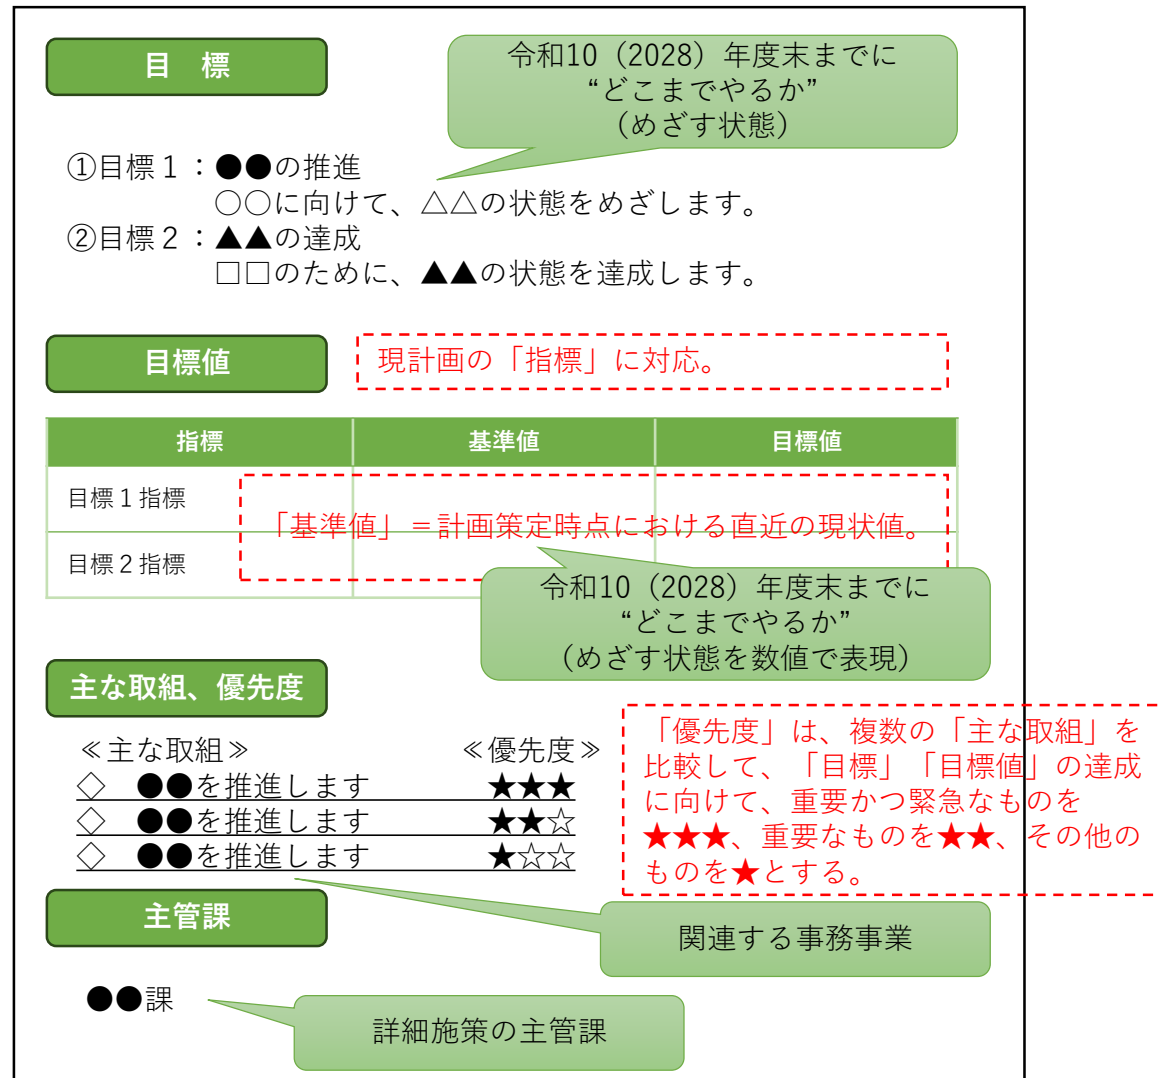 目　標
令和10（2028）年度末までに
“どこまでやるか”
（めざす状態）
①目標１：●●の推進
○○に向けて、△△の状態をめざします。
②目標２：▲▲の達成
□□のために、▲▲の状態を達成します。
目標値
現計画の「指標」に対応。
指標　基準値　目標値
目標１指標
「基準値」＝計画策定時点における直近の現状値。
目標２指標
令和10（2028）年度末までに
“どこまでやるか”
（めざす状態を数値で表現）
主な取組、優先度
≪主な取組≫　≪優先度≫
◇　●●を推進します　★★★
◇　●●を推進します　★★☆
◇　●●を推進します　★☆☆
「優先度」は、複数の「主な取組」を
比較して、「目標」「目標値」の達成
に向けて、重要かつ緊急なものを
★★★、重要なものを★★、その他の
ものを★とする。
主管課
関連する事務事業
●●課
詳細施策の主管課